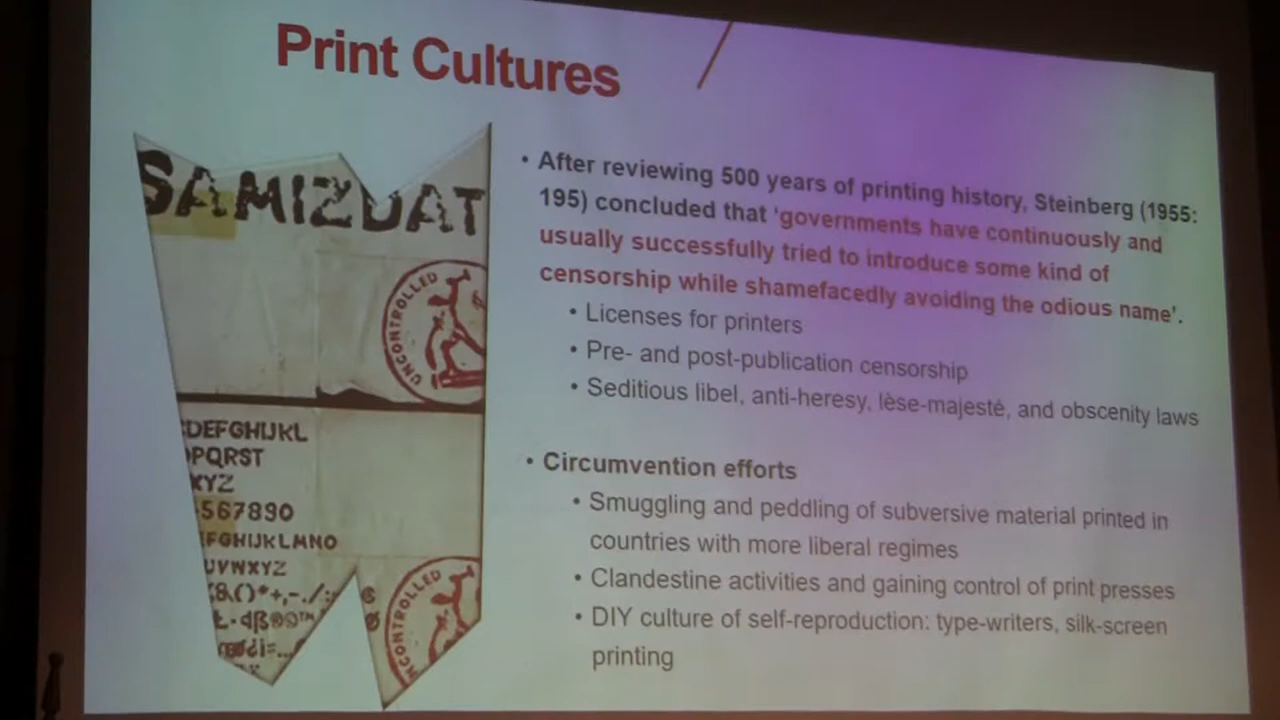 Print Cultures
SAMIZDAT
UNCONTROLLED
DEFGHIJKL
PQRST
XYZ
567890
FGHIJKLMNO
UVWXYZ
• After reviewing 500 years of printing history, Steinberg (1955:
195) concluded that 'governments have continuously and
usually successfully tried to introduce some kind of
censorship while shamefacedly avoiding the odious name'.
• Licenses for printers
• Pre- and post-publication censorship
• Seditious libel, anti-heresy, lèse-majesté, and obscenity laws
• Circumvention efforts
• Smuggling and peddling of subversive material printed in
countries with more liberal regimes
• Clandestine activities and gaining control of print presses
• DIY culture of self-reproduction: type-writers, silk-screen
printing
NCONTROLLED